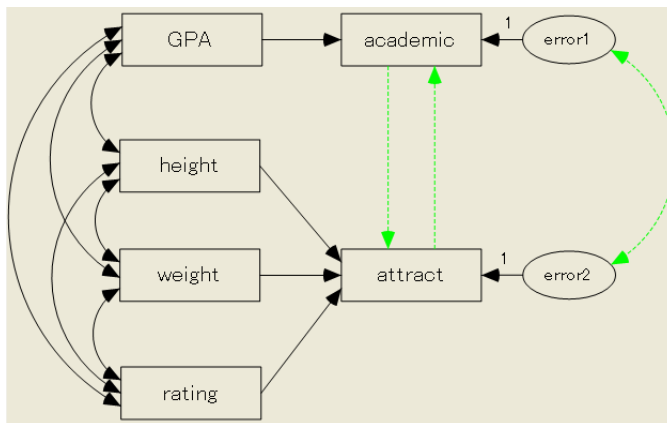 GPA
academic
1
error1
height
weight
attract
1
error2
rating